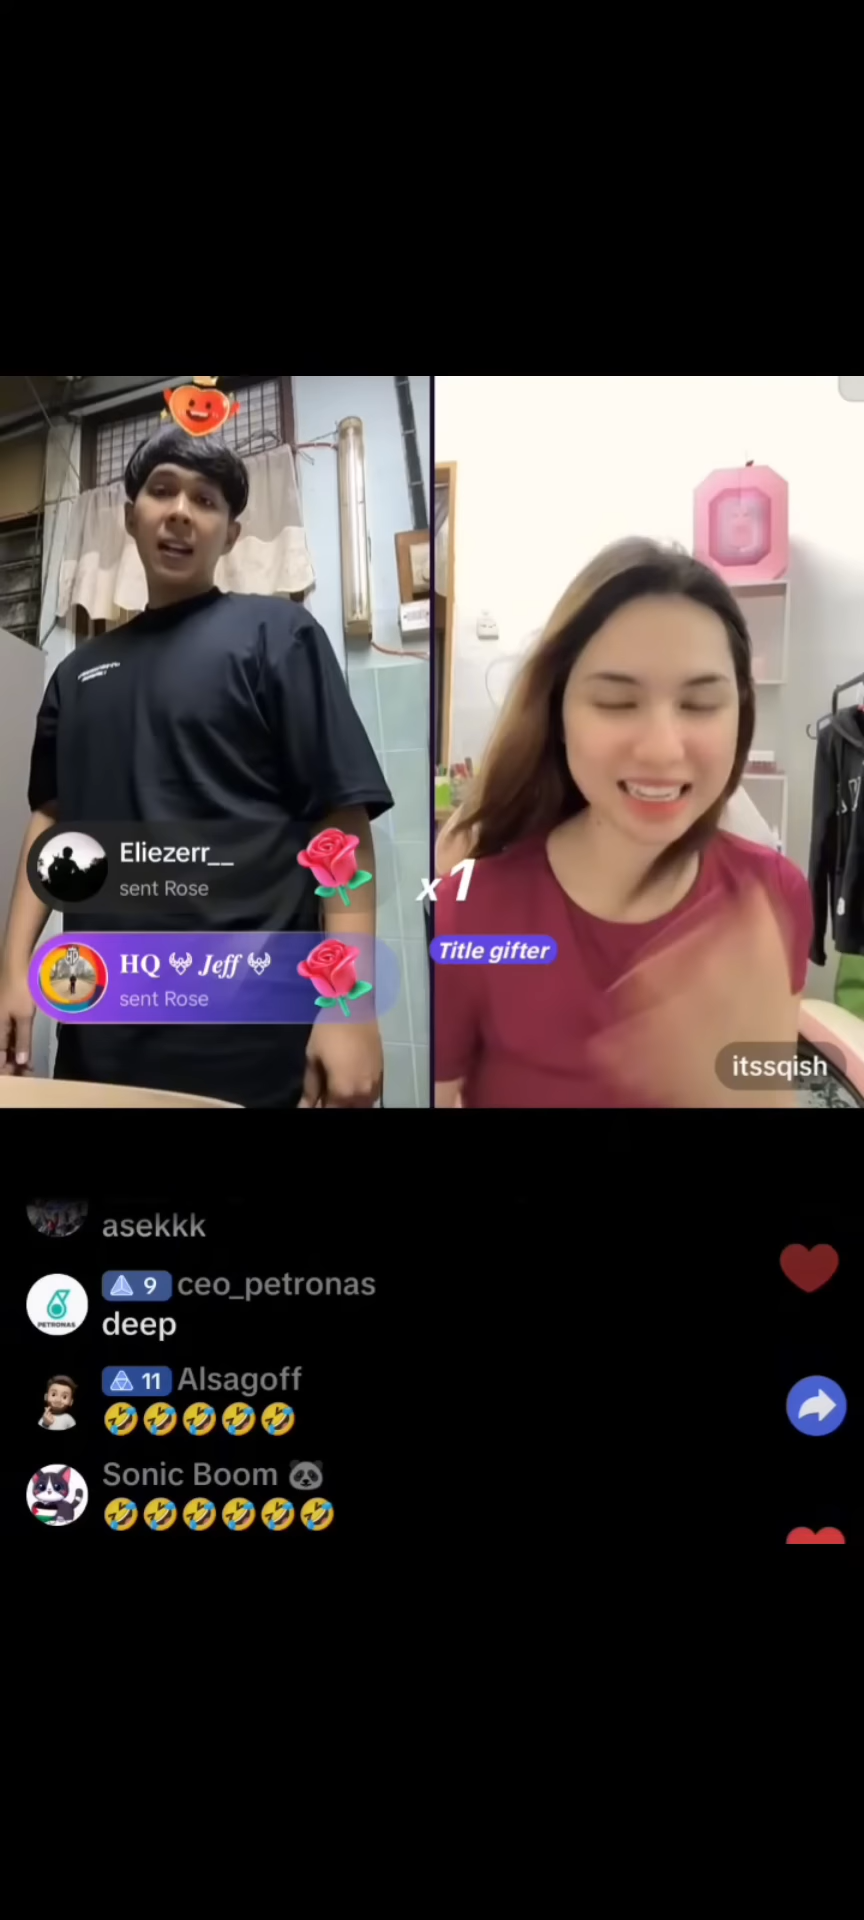 Eliezerr__
sent Rose
x1
HQ Jeff
sent Rose
Title gifter
itssqish
asekkk
PETRONAS
9 ceo_petronas
deep
11 Alsagoff
🤣🤣🤣🤣🤣
Sonic Boom 🐼
🤣🤣🤣🤣🤣🤣